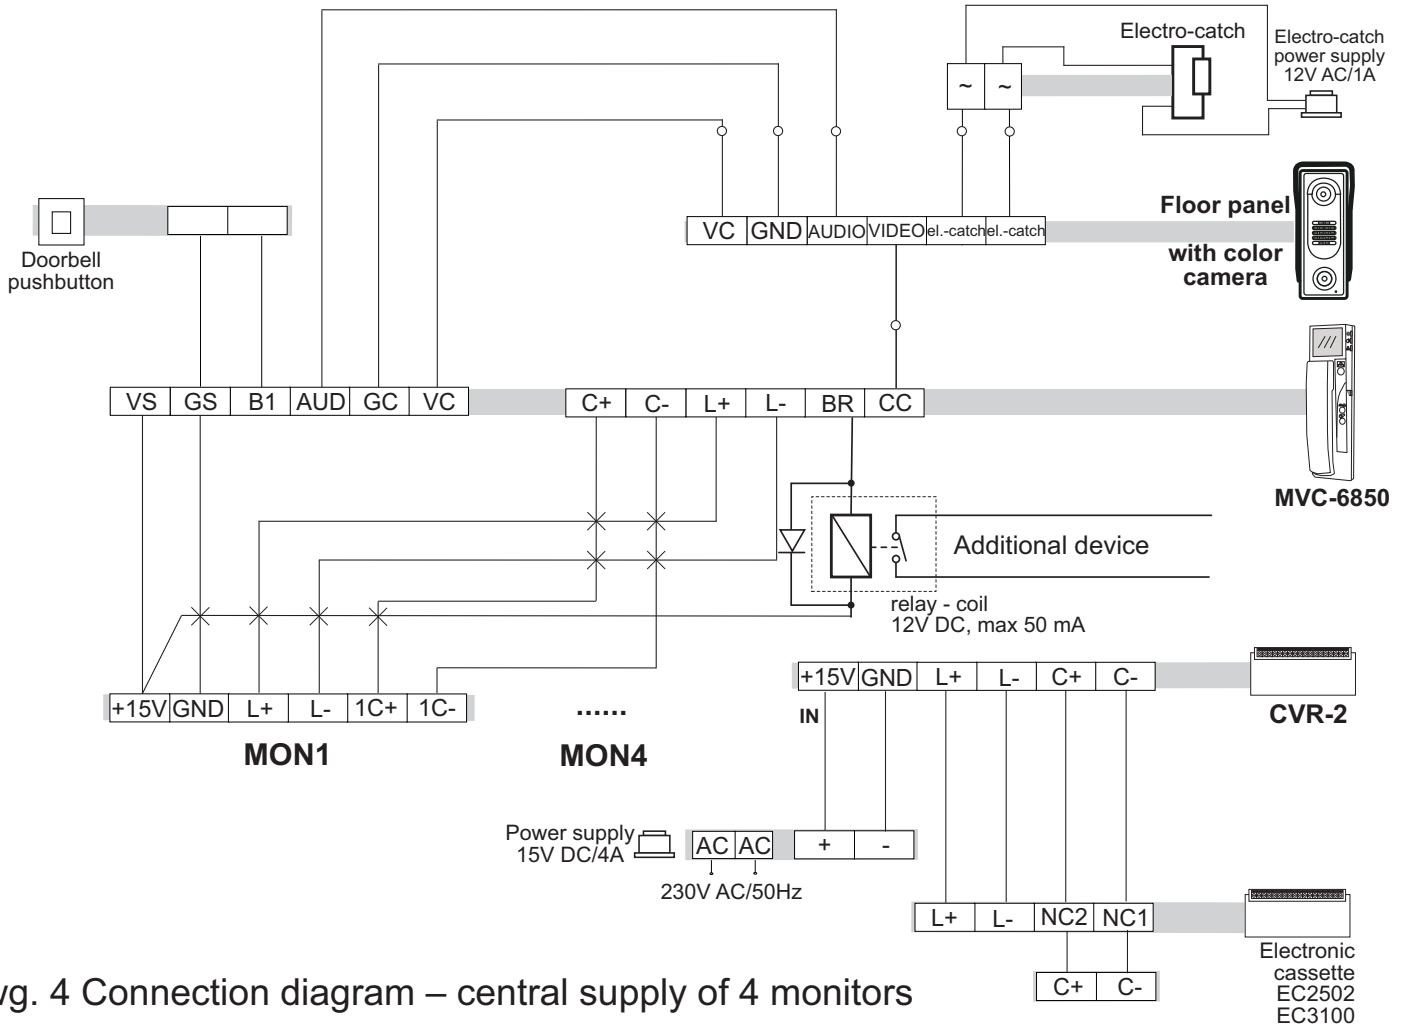 Electro-catch
Electro-catch
power supply
12V AC/1A
~ ~
Floor panel
with color
camera
Doorbell
pushbutton
VC GND AUDIO VIDEO el.-catch el.-catch
VS GS B1 AUD GC VC
C+ C- L+ L- BR CC
MVC-6850
Additional device
relay - coil
12V DC, max 50 mA
+15V GND L+ L- 1C+ 1C-
MON1
......
MON4
+15V GND L+ L- C+ C-
IN
CVR-2
Power supply
15V DC/4A
AC AC
+ -
230V AC/50Hz
L+ L- NC2 NC1
C+ C-
Electronic
cassette
EC2502
EC3100
4 Connection diagram – central supply of 4 monitors